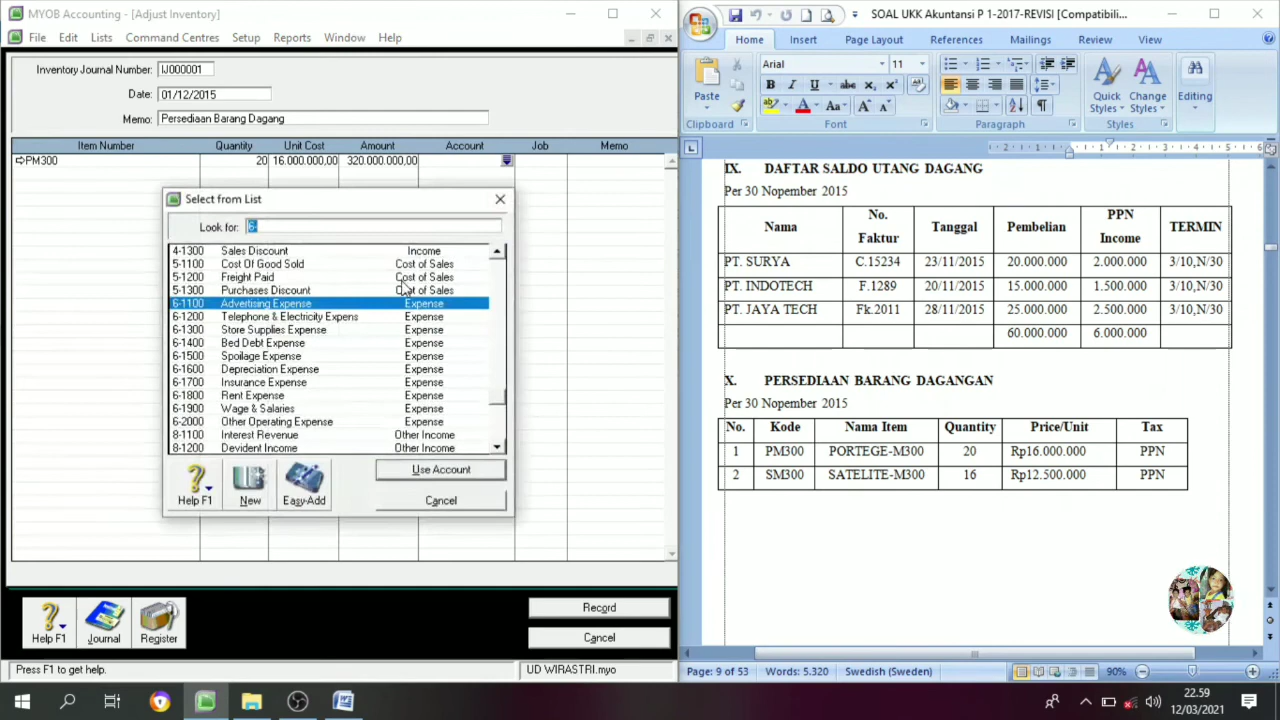 MYOB Accounting - [Adjust Inventory]
File Edit Lists Command Centres Setup Reports Window Help
Inventory Journal Number: IJ000001
Date: 01/12/2015
Memo: Persediaan Barang Dagang
Item Number Quantity Unit Cost Amount Account Job Memo
PM300 20 16.000.000,00 320.000.000,00
Select from List
Look for: 6-
4-1300 Sales Discount Income
5-1100 Cost Of Good Sold Cost of Sales
5-1200 Freight Paid Cost of Sales
5-1300 Purchases Discount Cost of Sales
6-1100 Advertising Expense Expense
6-1200 Telephone & Electricity Expens Expense
6-1300 Store Supplies Expense Expense
6-1400 Bed Debt Expense Expense
6-1500 Spoilage Expense Expense
6-1600 Depreciation Expense Expense
6-1700 Insurance Expense Expense
6-1800 Rent Expense Expense
6-1900 Wage & Salaries Expense
6-2000 Other Operating Expense Expense
8-1100 Interest Revenue Other Income
8-1200 Devident Income Other Income
Use Account
Help F1 New Easy-Add Cancel
Record
Help F1 Journal Register Cancel
Press F1 to get help. UD WIRASTRI.myo
SOAL UKK Akuntansi P 1-2017-REVISI [Compatibili...
Home Insert Page Layout References Mailings Review View
Arial 11
Paste Quick Styles Change Styles Editing
Clipboard Font Paragraph Styles
IX. DAFTAR SALDO UTANG DAGANG
Per 30 Nopember 2015
Nama No. Faktur Tanggal Pembelian PPN Income TERMIN
PT. SURYA C.15234 23/11/2015 20.000.000 2.000.000 3/10,N/30
PT. INDOTECH F.1289 20/11/2015 15.000.000 1.500.000 3/10,N/30
PT. JAYA TECH Fk.2011 28/11/2015 25.000.000 2.500.000 3/10,N/30
60.000.000 6.000.000
X. PERSEDIAAN BARANG DAGANGAN
Per 30 Nopember 2015
No. Kode Nama Item Quantity Price/Unit Tax
1 PM300 PORTEGE-M300 20 Rp16.000.000 PPN
2 SM300 SATELITE-M300 16 Rp12.500.000 PPN
Page: 9 of 53 Words: 5.320 Swedish (Sweden) 90%
22.59
12/03/2021